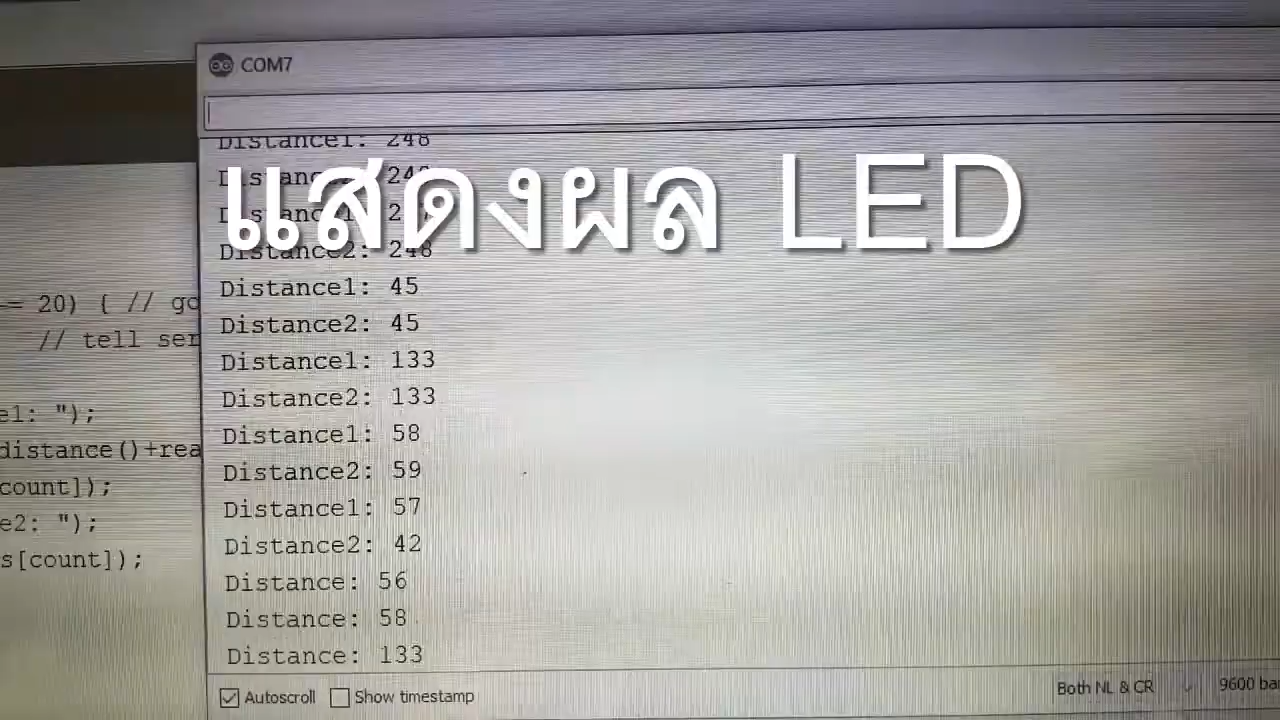 COM7
Distance1: 248
แสดงผล LED
Distance2: 248
Distance1: 45
Distance2: 45
Distance1: 133
Distance2: 133
Distance1: 58
Distance2: 59
Distance1: 57
Distance2: 42
Distance: 56
Distance: 58
Distance: 133
== 20) { // go
// tell ser
e1: ");
distance()+rea
count]);
e2: ");
s[count]);
Autoscroll
Show timestamp
Both NL & CR
9600 ba